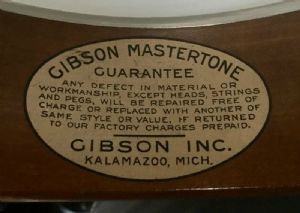 GIBSON MASTERTONE
GUARANTEE
ANY DEFECT IN MATERIAL OR
WORKMANSHIP, EXCEPT HEADS, STRINGS
AND PEGS, WILL BE REPAIRED FREE OF
CHARGE OR REPLACED WITH ANOTHER OF
SAME STYLE OR VALUE, IF RETURNED
TO OUR FACTORY CHARGES PREPAID.
GIBSON INC.
KALAMAZOO, MICH.